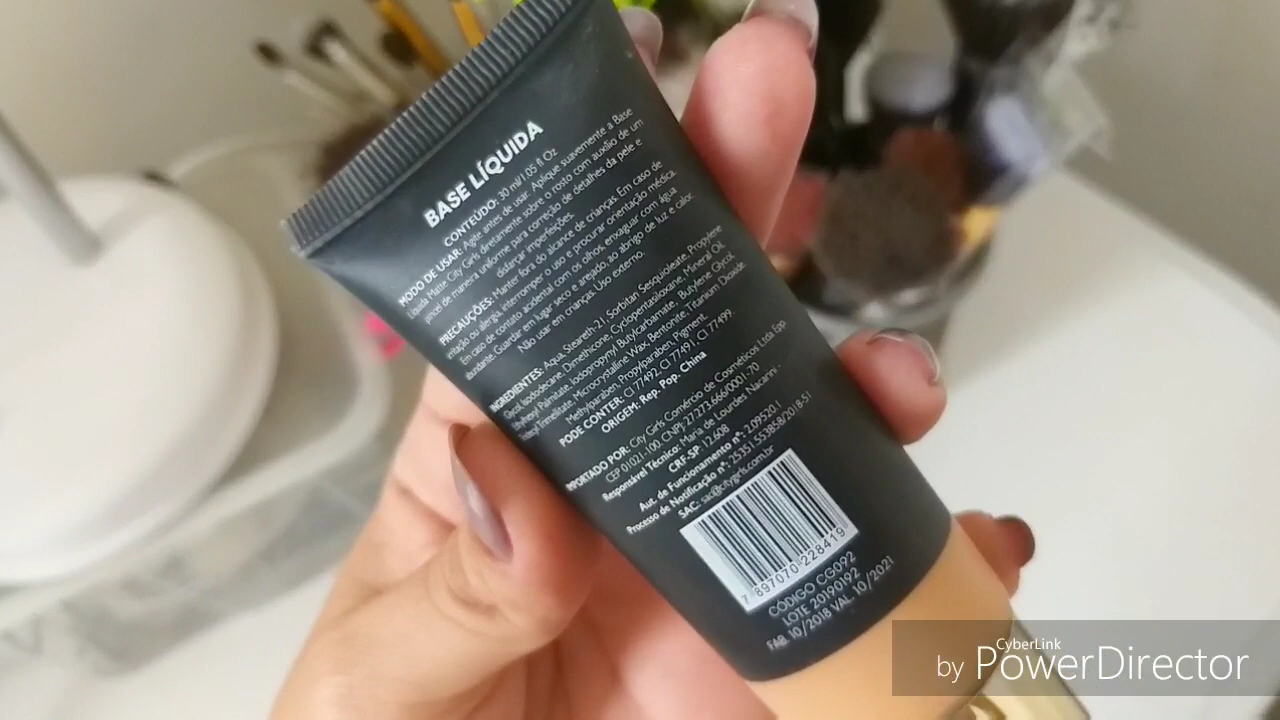 BASE LÍQUIDA
CONTEÚDO: 30 ml/1.05 fl Oz
MODO DE USAR: Agite antes de usar. Aplique suavemente a Base
Líquida Matte City Girls diretamente sobre o rosto com auxílio de um
pincel de maneira uniforme para correção de detalhes da pele e
disfarçar imperfeições.
PRECAUÇÕES: Manter fora do alcance de crianças. Em caso de
irritação ou alergia, interromper o uso e procurar orientação médica.
Em caso de contato acidental com os olhos, enxaguar com água
abundante. Guardar em lugar seco e arejado, ao abrigo de luz e calor.
Não usar em crianças. Uso externo.
INGREDIENTES: Aqua, Steareth-21, Sorbitan Sesquioleate, Propylene
Glycol, Isododecane, Dimethicone, Cyclopentasiloxane, Mineral Oil,
Palmitate, Iodopropynyl Butylcarbamate, Butylene Glycol,
Trimellitate, Microcrystalline Wax, Bentonite, Titanium Dioxide,
Methylparaben, Propylparaben, Pigment.
PODE CONTER: CI 77492, CI 77491, CI 77499.
ORIGEM: Rep. Pop. China
IMPORTADO POR: City Girls Comércio de Cosméticos Ltda Epp
CEP 01021-100 CNPJ: 27.273.666/0001-70
Responsável Técnico: Maria de Lourdes Nacarini -
CRF-SP: 12.608
Aut. de Funcionamento nº: 2.09520.1
Processo de Notificação nº: 25351.553858/2018-51
SAC: sac@citygirls.com.br
7 897070 228419
CÓDIGO CG092
LOTE 20190192
FAB. 10/2018 VAL. 10/2021
CyberLink
by PowerDirector